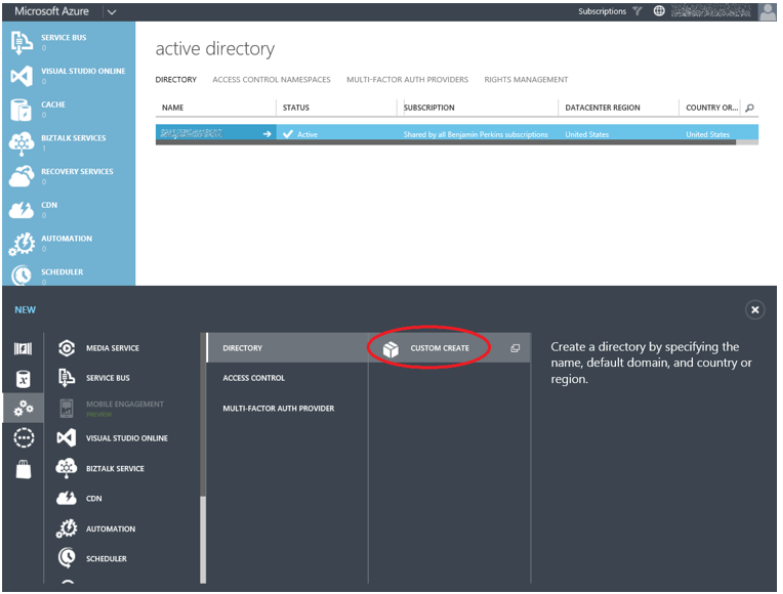 Microsoft Azure
Subscriptions
SERVICE BUS
0
VISUAL STUDIO ONLINE
0
CACHE
0
BIZTALK SERVICES
1
RECOVERY SERVICES
0
CDN
0
AUTOMATION
0
SCHEDULER
0
active directory
DIRECTORY ACCESS CONTROL NAMESPACES MULTI-FACTOR AUTH PROVIDERS RIGHTS MANAGEMENT
NAME STATUS SUBSCRIPTION DATACENTER REGION COUNTRY OR...
Active Shared by all Benjamin Perkins subscriptions United States United States
NEW
MEDIA SERVICE
SERVICE BUS
MOBILE ENGAGEMENT
PREVIEW
VISUAL STUDIO ONLINE
BIZTALK SERVICE
CDN
AUTOMATION
SCHEDULER
DIRECTORY
ACCESS CONTROL
MULTI-FACTOR AUTH PROVIDER
CUSTOM CREATE
Create a directory by specifying the
name, default domain, and country or
region.